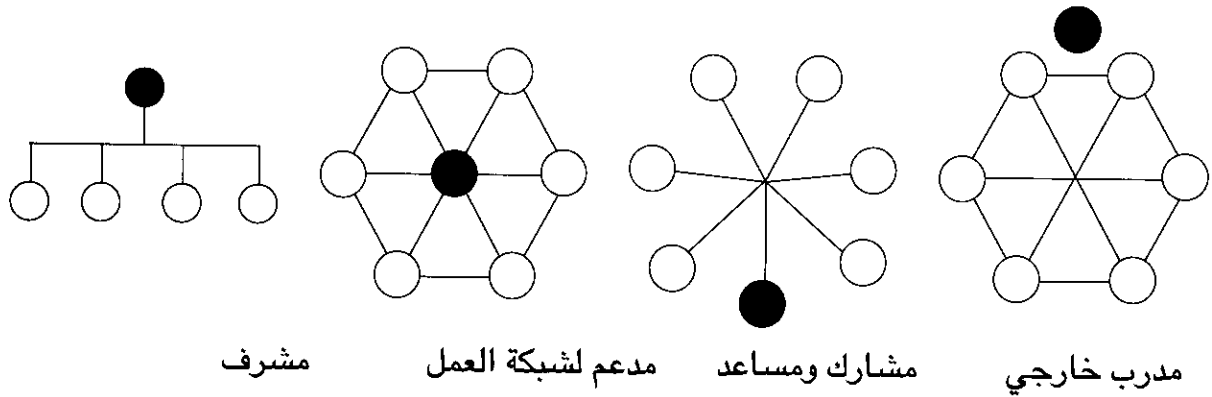 مشرف
مدعم لشبكة العمل
مشارك ومساعد
مدرب خارجي